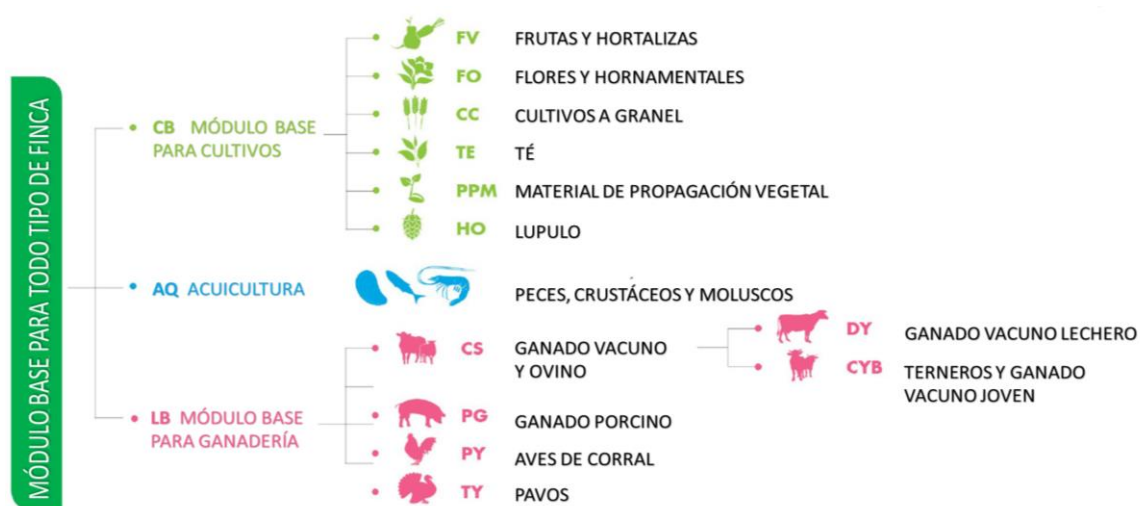 MÓDULO BASE PARA TODO TIPO DE FINCA
CB MÓDULO BASE
PARA CULTIVOS
FV FRUTAS Y HORTALIZAS
FO FLORES Y HORNAMENTALES
CC CULTIVOS A GRANEL
TE TÉ
PPM MATERIAL DE PROPAGACIÓN VEGETAL
HO LUPULO
AQ ACUICULTURA
PECES, CRUSTÁCEOS Y MOLUSCOS
LB MÓDULO BASE
PARA GANADERÍA
CS GANADO VACUNO
Y OVINO
DY GANADO VACUNO LECHERO
CYB TERNEROS Y GANADO
VACUNO JOVEN
PG GANADO PORCINO
PY AVES DE CORRAL
TY PAVOS